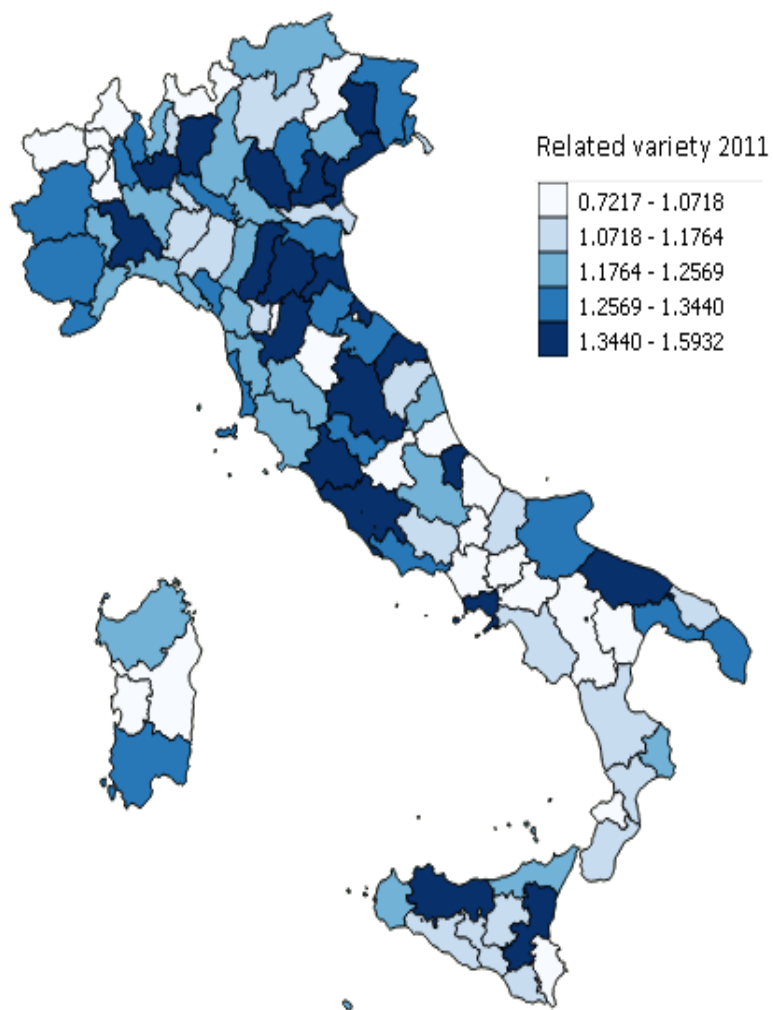 Related variety 2011
0.7217 - 1.0718
1.0718 - 1.1764
1.1764 - 1.2569
1.2569 - 1.3440
1.3440 - 1.5932